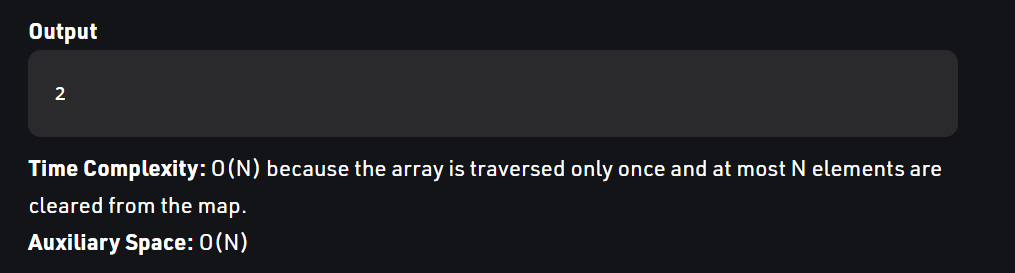 Output
2
Time Complexity: O(N) because the array is traversed only once and at most N elements are
cleared from the map.
Auxiliary Space: O(N)